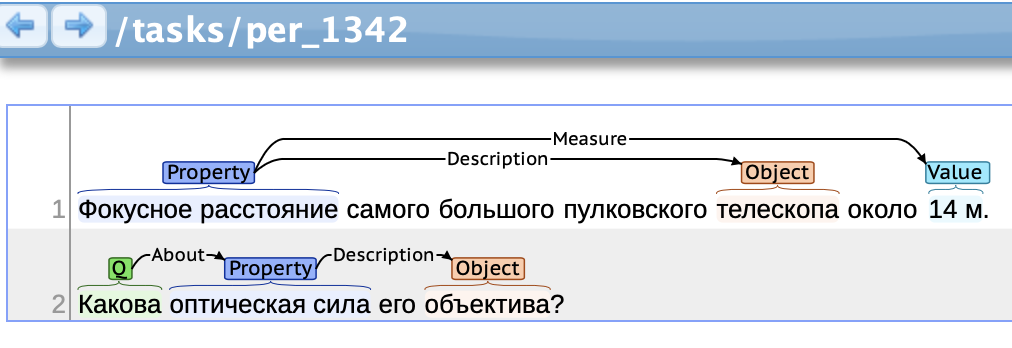 /tasks/per_1342
Measure
Description
Property Object Value
1 Фокусное расстояние самого большого пулковского телескопа около 14 м.
About Description
Q Property Object
2 Какова оптическая сила его объектива?